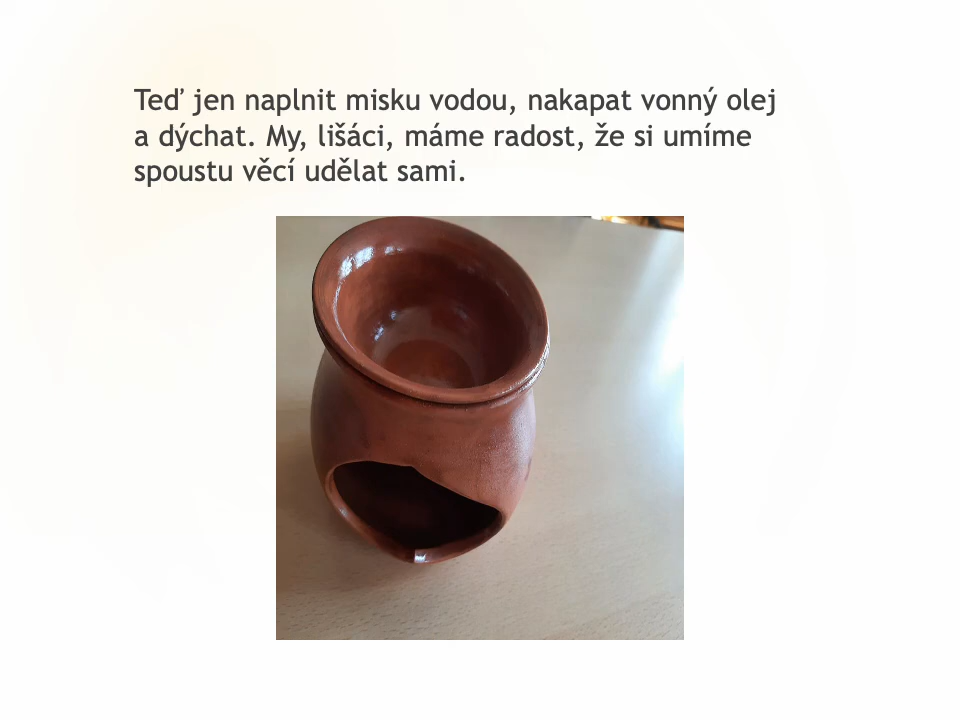 Teď jen naplnit misku vodou, nakapat vonný olej
a dýchat. My, lišáci, máme radost, že si umíme
spoustu věcí udělat sami.